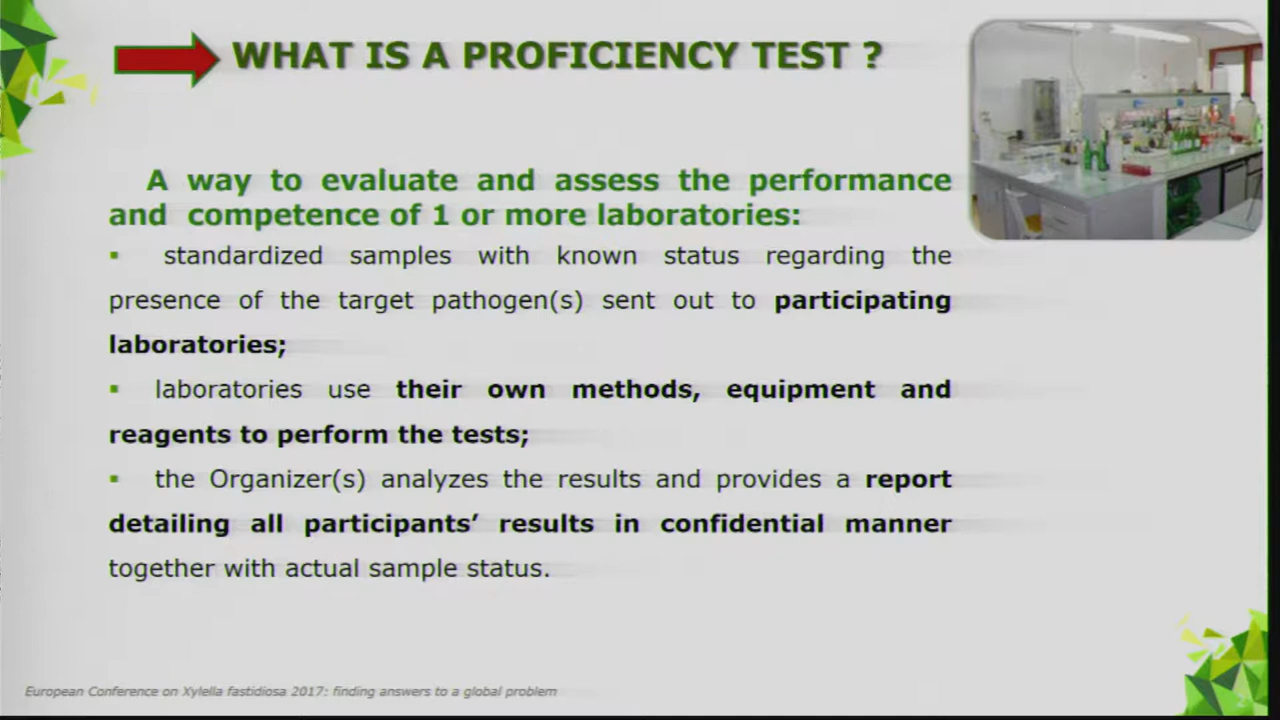 WHAT IS A PROFICIENCY TEST ?
A way to evaluate and assess the performance
and competence of 1 or more laboratories:
▪ standardized samples with known status regarding the
presence of the target pathogen(s) sent out to participating
laboratories;
▪ laboratories use their own methods, equipment and
reagents to perform the tests;
▪ the Organizer(s) analyzes the results and provides a report
detailing all participants’ results in confidential manner
together with actual sample status.
European Conference on Xylella fastidiosa 2017: finding answers to a global problem